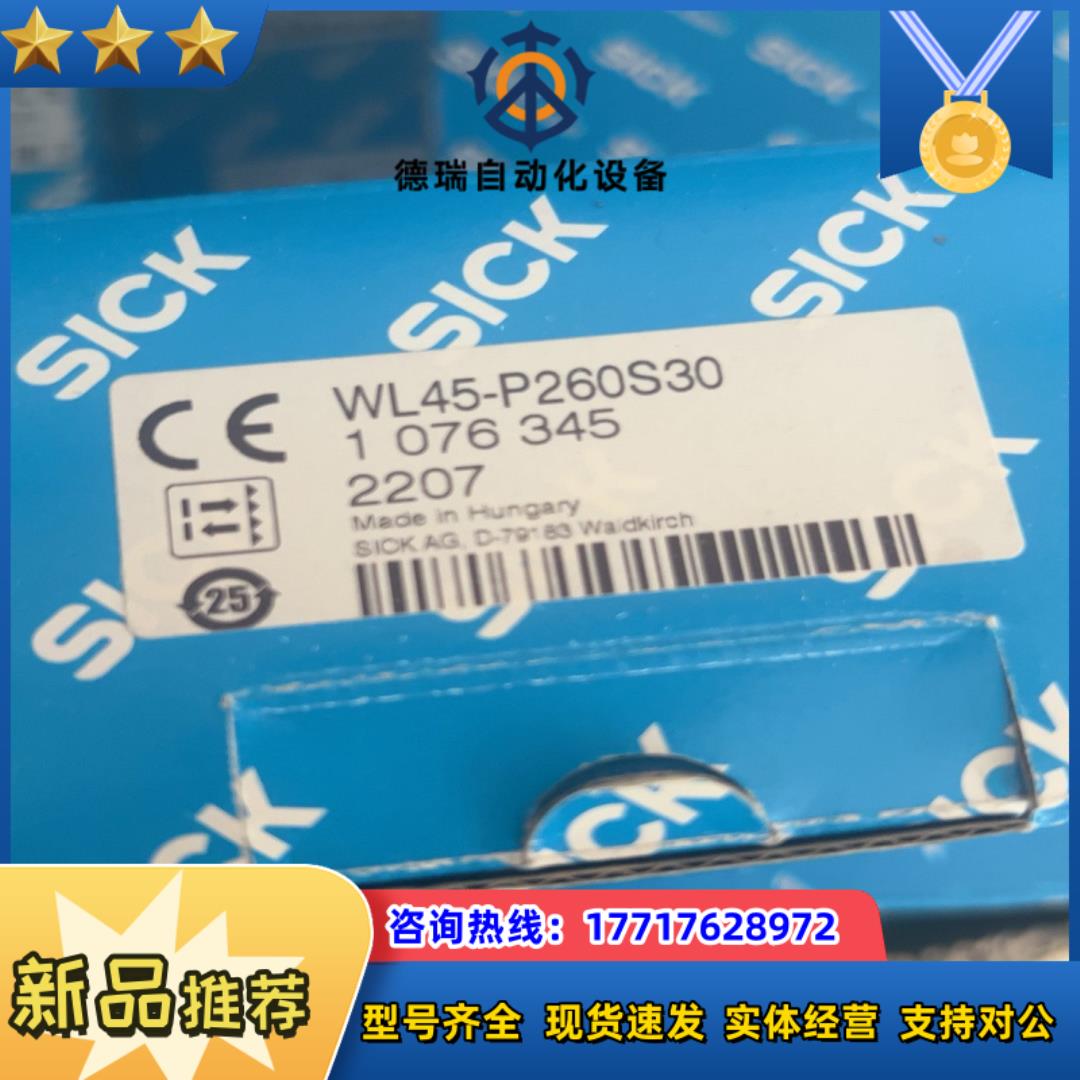 SICK
SICK
德瑞自动化设备
SICK
SICK
SICK
WL45-P260S30
1 076 345
2207
Made in Hungary
SICK AG, D-79183 Waldkirch
CE
25
SICK
SICK
SICK
咨询热线：17717628972
新品推荐
型号齐全 现货速发 实体经营 支持对公